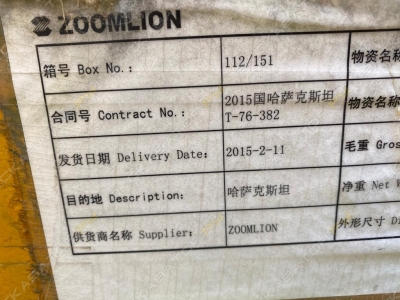 ZOOMLION
箱号 Box No.: 112/151 物资名称
合同号 Contract No.: 2015国哈萨克斯坦
T-76-382 物资
发货日期 Delivery Date: 2015-2-11 毛重 Gros
目的地 Description: 哈萨克斯坦 净重 Net W
供货商名称 Supplier: ZOOMLION 外形尺寸 Di